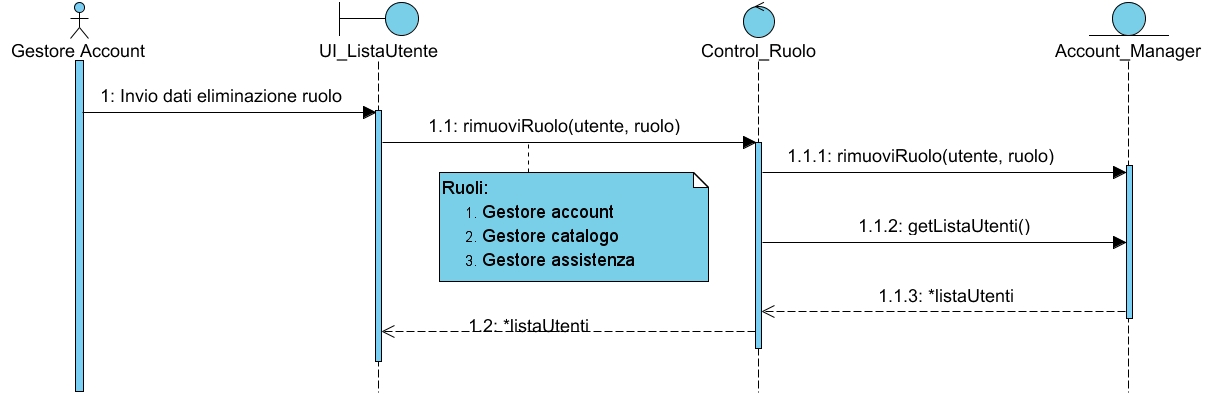 Gestore Account
UI_ListaUtente
Control_Ruolo
Account_Manager
1: Invio dati eliminazione ruolo
1.1: rimuoviRuolo(utente, ruolo)
1.1.1: rimuoviRuolo(utente, ruolo)
Ruoli:
1. Gestore account
2. Gestore catalogo
3. Gestore assistenza
1.1.2: getListaUtenti()
1.1.3: *listaUtenti
1.2: *listaUtenti